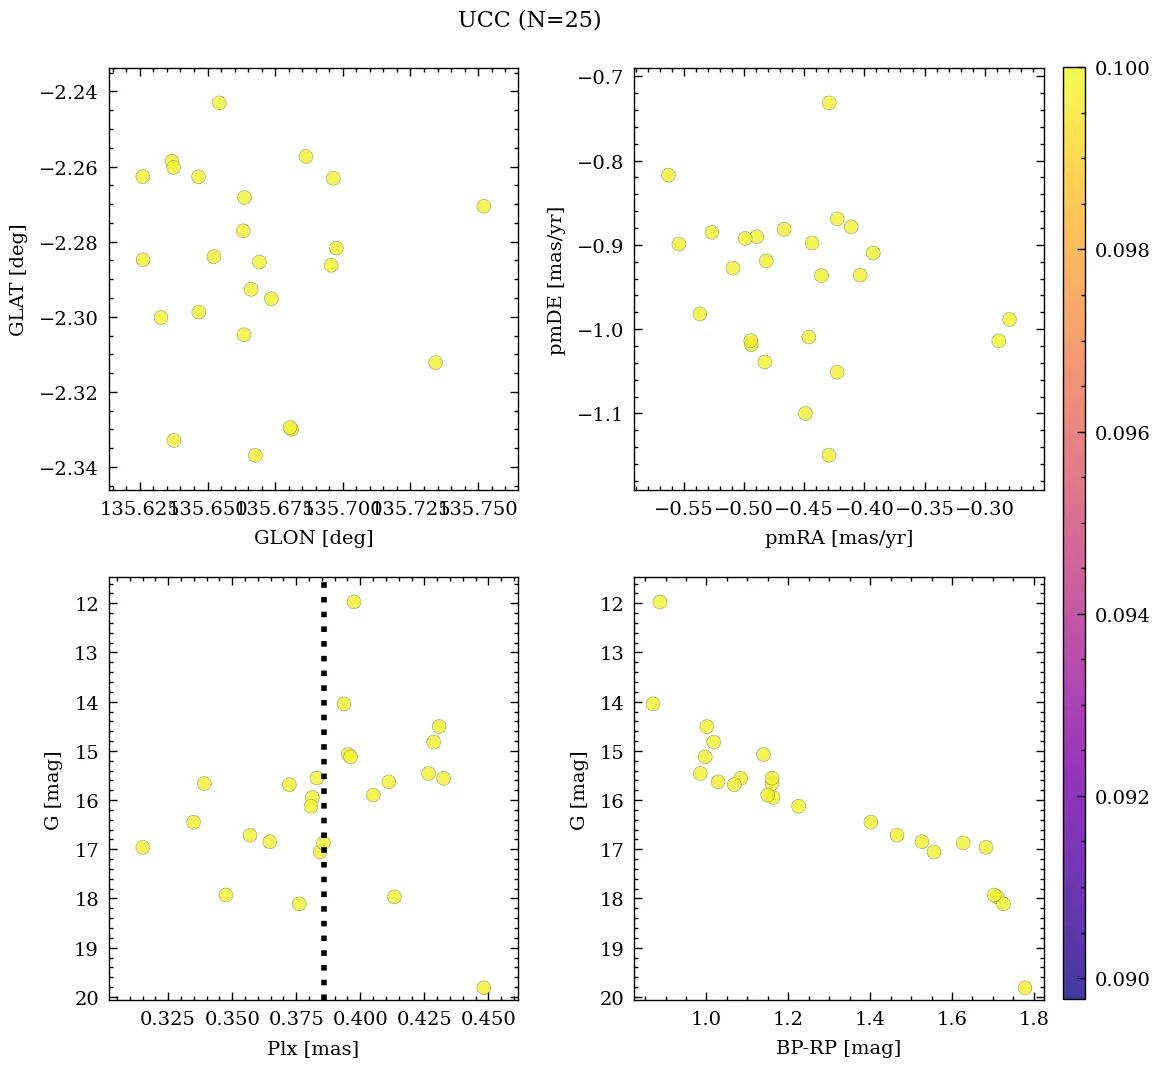 UCC (N=25)
−2.24
−2.26
−2.28
−2.30
−2.32
−2.34
GLAT [deg]
135.625 135.650 135.675 135.700 135.725 135.750
GLON [deg]
−0.7
−0.8
−0.9
−1.0
−1.1
pmDE [mas/yr]
−0.55 −0.50 −0.45 −0.40 −0.35 −0.30
pmRA [mas/yr]
12
13
14
15
16
17
18
19
20
G [mag]
0.325 0.350 0.375 0.400 0.425 0.450
Plx [mas]
12
13
14
15
16
17
18
19
20
G [mag]
1.0 1.2 1.4 1.6 1.8
BP-RP [mag]
0.100
0.098
0.096
0.094
0.092
0.090